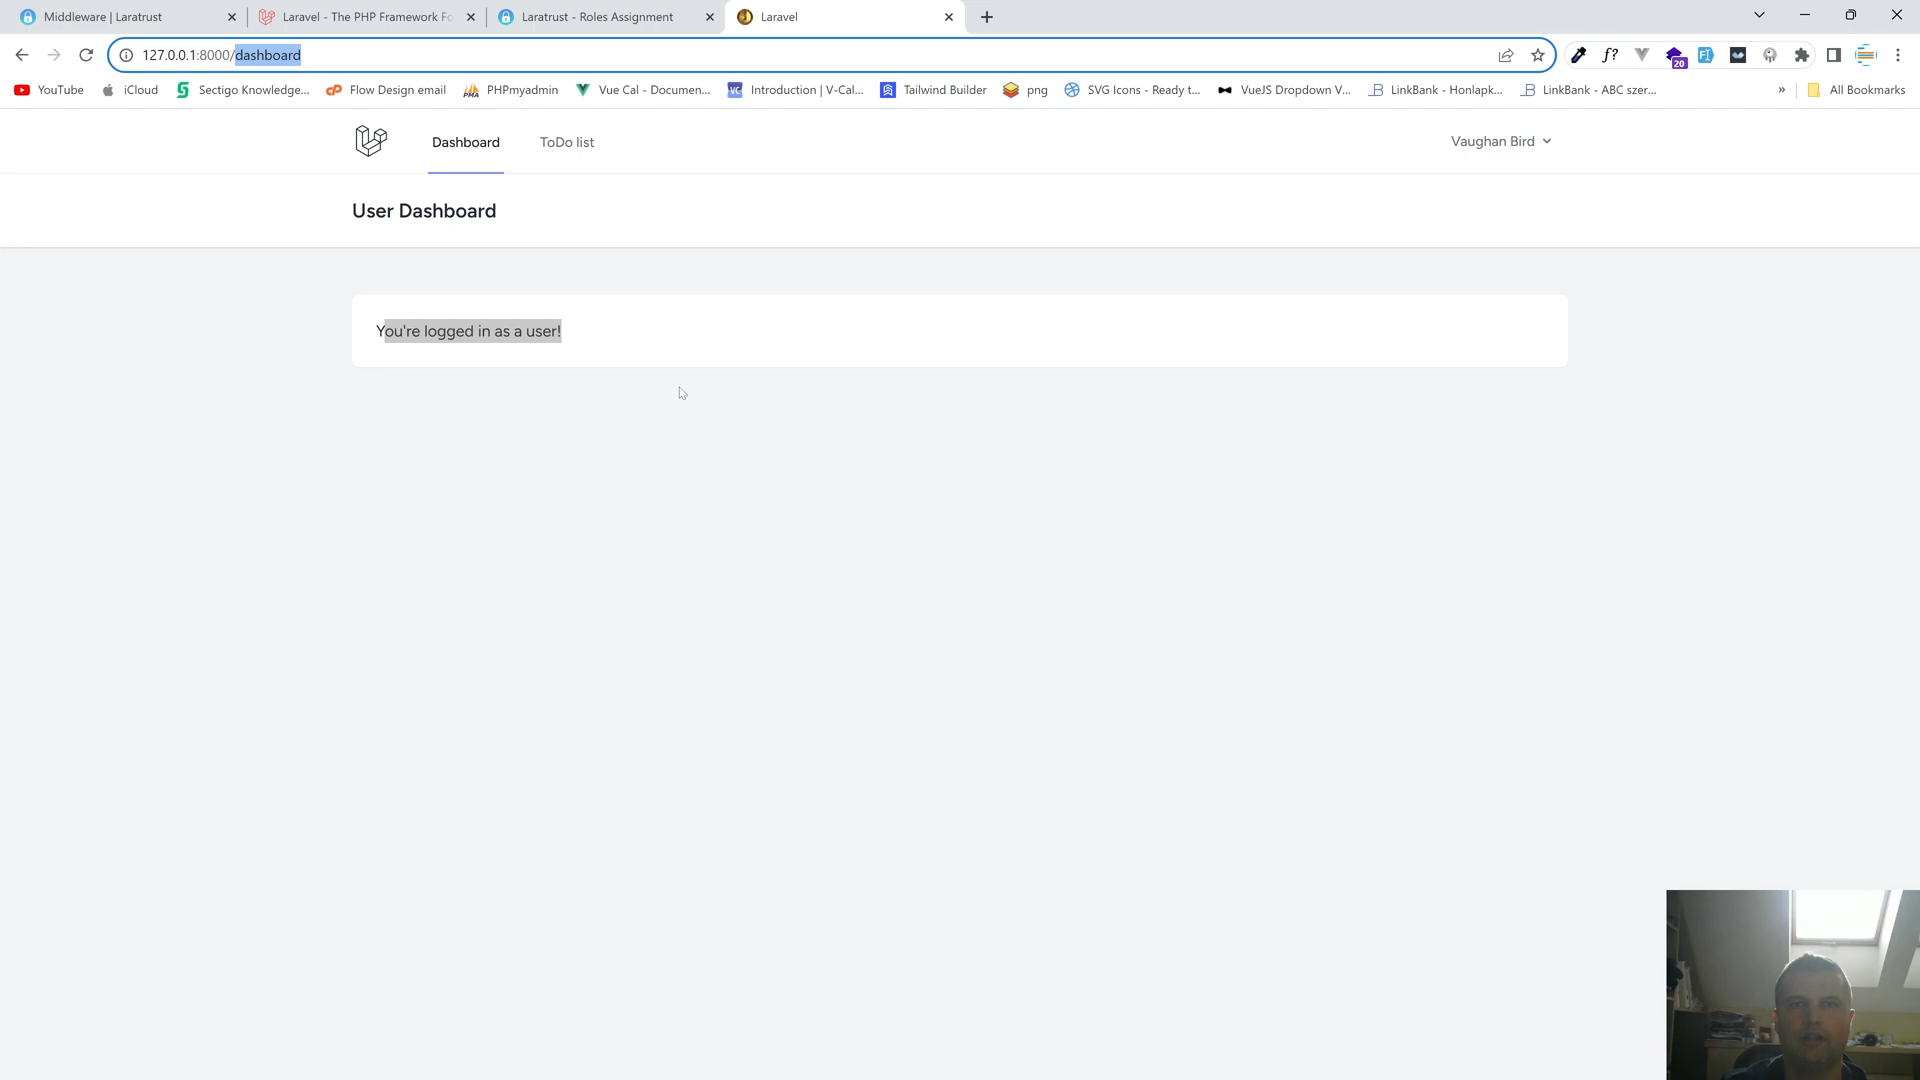 Middleware | Laratrust
Laravel - The PHP Framework Fo
Laratrust - Roles Assignment
Laravel
127.0.0.1:8000/dashboard
f?
20
YouTube
iCloud
Sectigo Knowledge...
Flow Design email
PHPmyadmin
Vue Cal - Documen...
VC
Introduction | V-Cal...
Tailwind Builder
png
SVG Icons - Ready t...
VueJS Dropdown V...
LinkBank - Honlapk...
LinkBank - ABC szer...
»
All Bookmarks
Dashboard
ToDo list
Vaughan Bird
User Dashboard
You're logged in as a user!